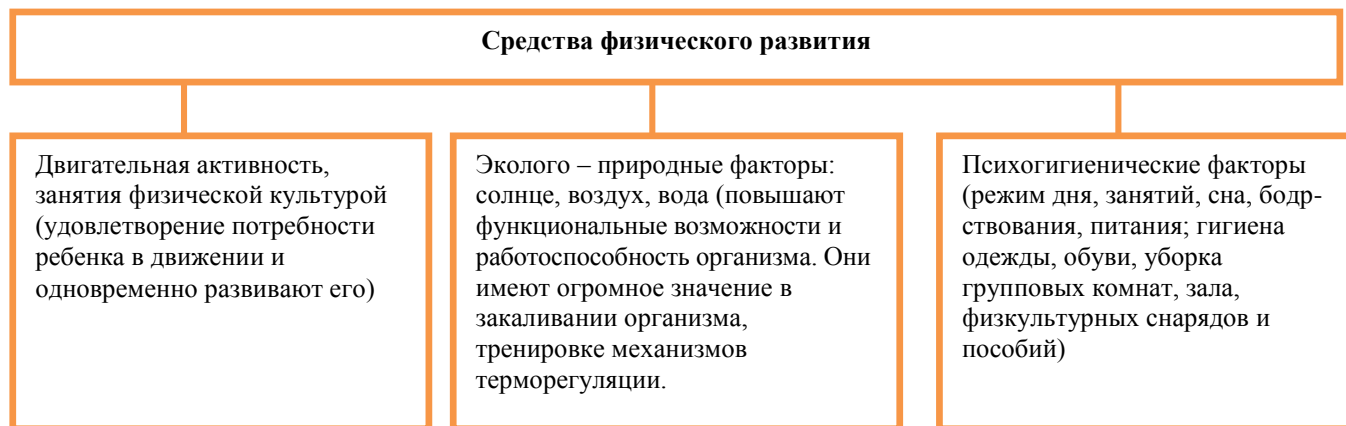 Средства физического развития
Двигательная активность,
занятия физической культурой
(удовлетворение потребности
ребенка в движении и
одновременно развивают его)
Эколого – природные факторы:
солнце, воздух, вода (повышают
функциональные возможности и
работоспособность организма. Они
имеют огромное значение в
закаливании организма,
тренировке механизмов
терморегуляции.
Психогигиенические факторы
(режим дня, занятий, сна, бодр-
ствования, питания; гигиена
одежды, обуви, уборка
групповых комнат, зала,
физкультурных снарядов и
пособий)